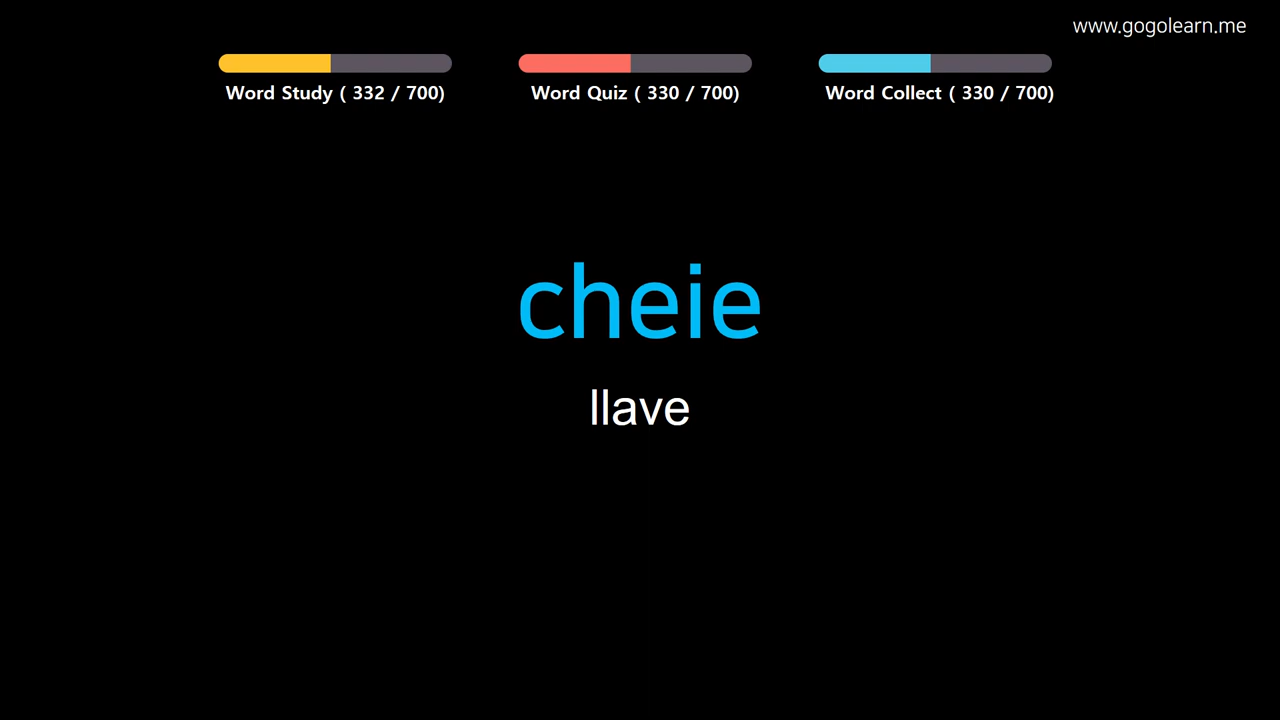 www.gogolearn.me
Word Study ( 332 / 700)
Word Quiz ( 330 / 700)
Word Collect ( 330 / 700)
cheie
llave